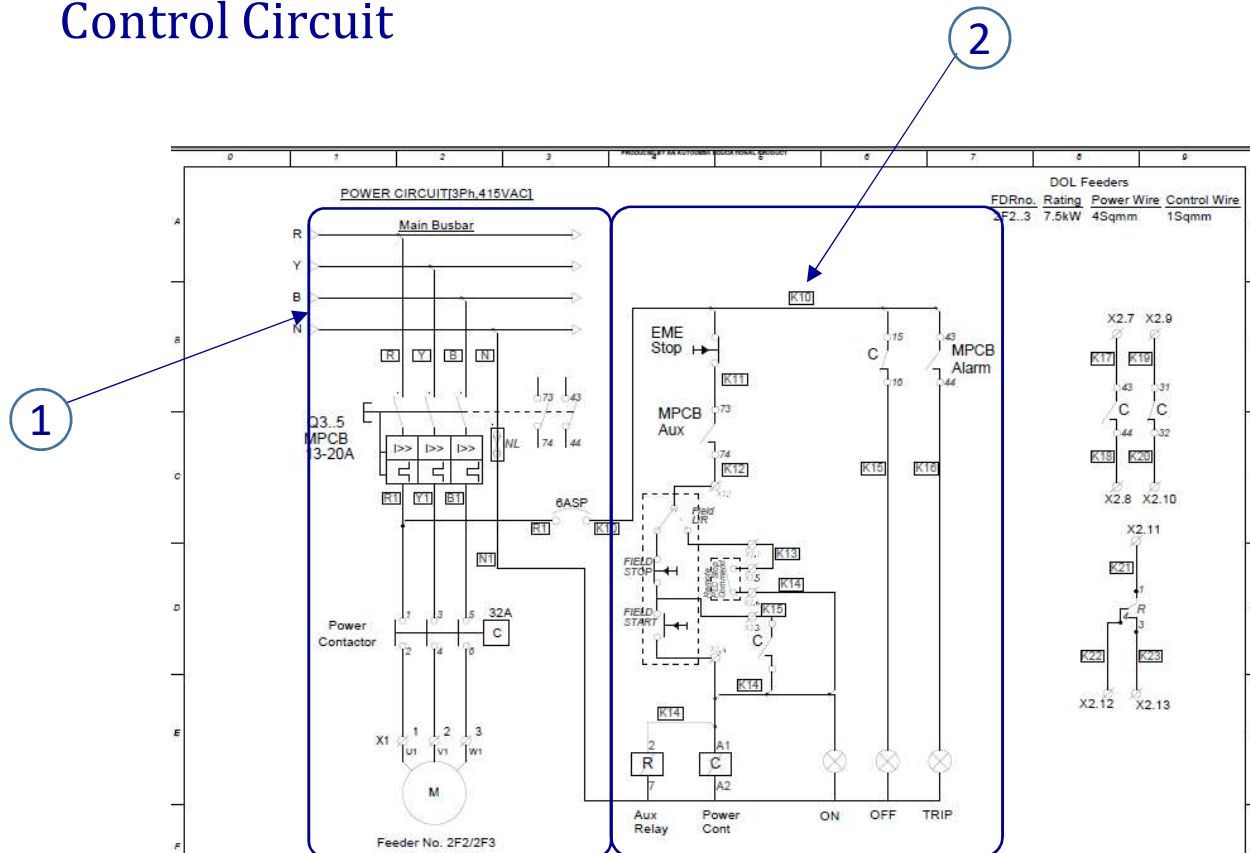 Control Circuit
2
1
0 1 2 3 4 5 6 7 8 9
PRODUCED BY AN AUTODESK EDUCATIONAL PRODUCT
A
B
C
D
E
F
POWER CIRCUIT[3Ph,415VAC]
Main Busbar
R
Y
B
N
R Y B N
Q3..5
MPCB
13-20A
I>> I>> I>>
NL
73 43
74 44
R1 Y1 B1
6ASP
R1 K10
N1
Power
Contactor
1 3 5
32A
C
2 4 6
X1 1 2 3
U1 V1 W1
M
Feeder No. 2F2/2F3
K10
EME
Stop
K11
MPCB
Aux
73
74
K12
Field
L/R
FIELD
STOP
FIELD
START
K13
K14
K15
C
K14
K14
2
R
7
A1
C
A2
Aux
Relay
Power
Cont
ON OFF TRIP
15
C
16
K15
43
MPCB
Alarm
44
K16
DOL Feeders
FDRno. Rating Power Wire Control Wire
2F2..3 7.5kW 4Sqmm 1Sqmm
X2.7 X2.9
K17 K19
43 31
C C
44 32
K18 K20
X2.8 X2.10
X2.11
K21
1
R
4
3
K22 K23
X2.12 X2.13